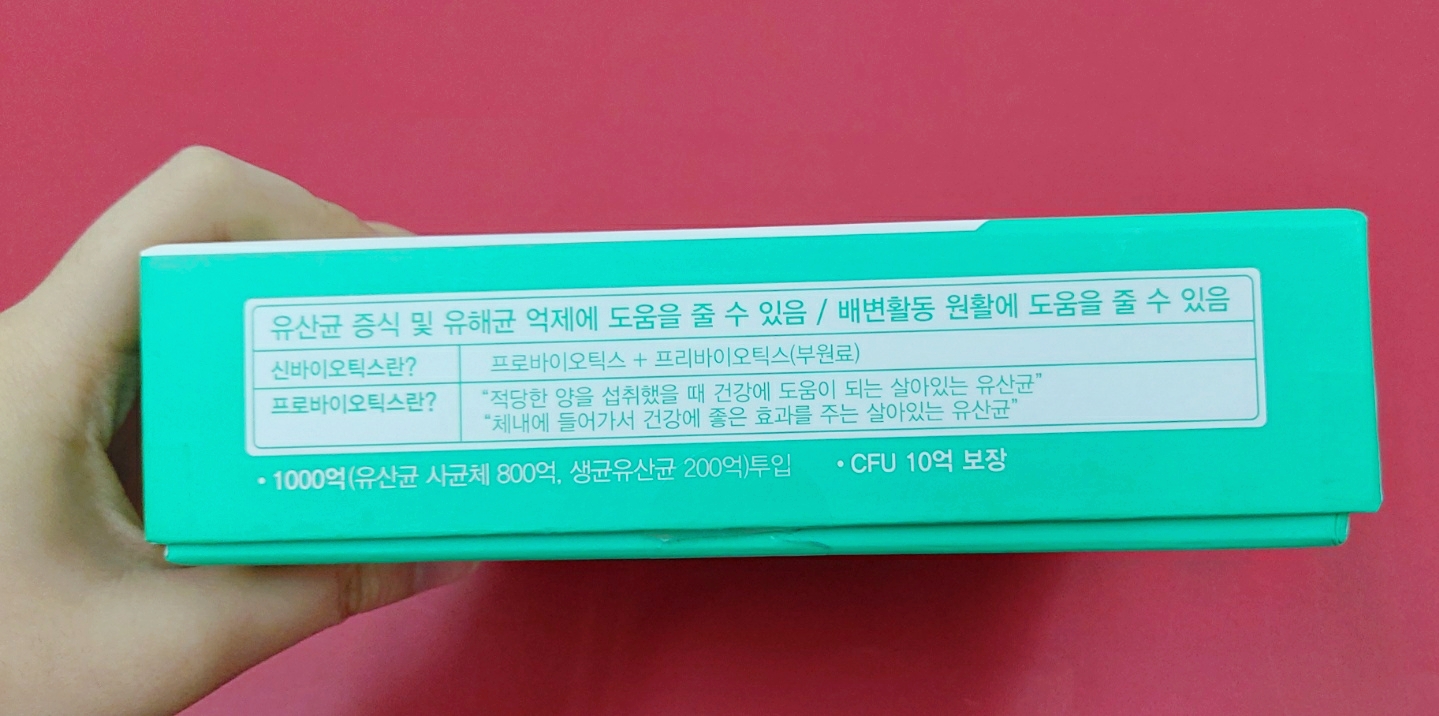 유산균 증식 및 유해균 억제에 도움을 줄 수 있음 / 배변활동 원활에 도움을 줄 수 있음
신바이오틱스란? 프로바이오틱스 + 프리바이오틱스(부원료)
프로바이오틱스란? “적당한 양을 섭취했을 때 건강에 도움이 되는 살아있는 유산균”
“체내에 들어가서 건강에 좋은 효과를 주는 살아있는 유산균”
• 1000억(유산균 사균체 800억, 생균유산균 200억)투입 • CFU 10억 보장